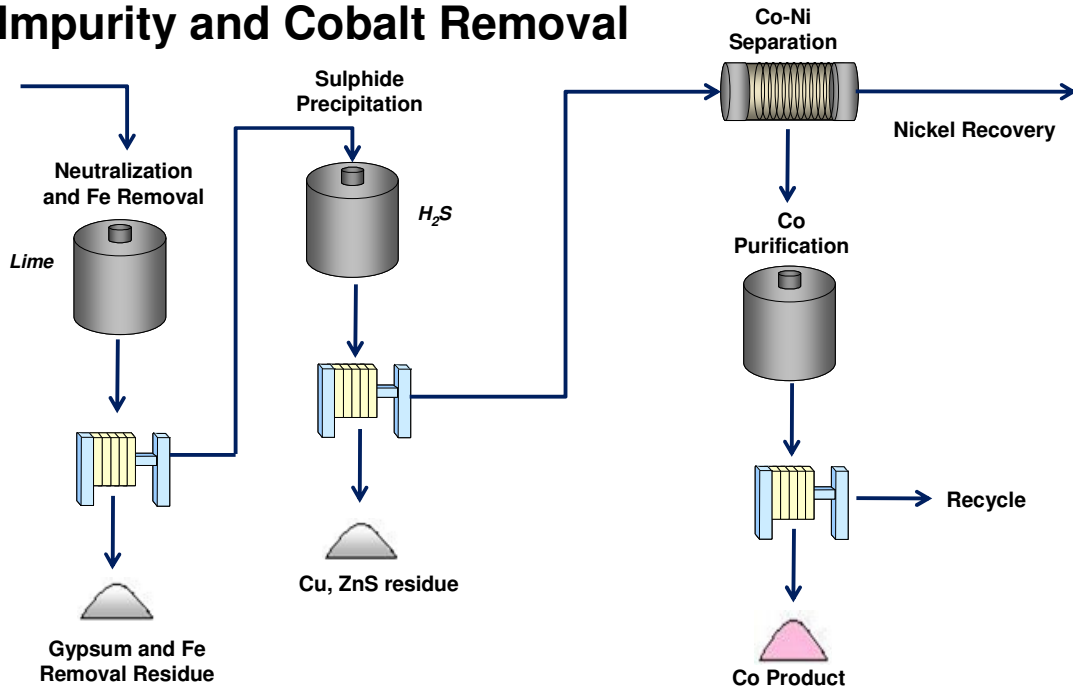 Impurity and Cobalt Removal
Co-Ni
Separation
Sulphide
Precipitation
Nickel Recovery
Neutralization
and Fe Removal
H2S
Lime
Co
Purification
Recycle
Cu, ZnS residue
Gypsum and Fe
Removal Residue
Co Product